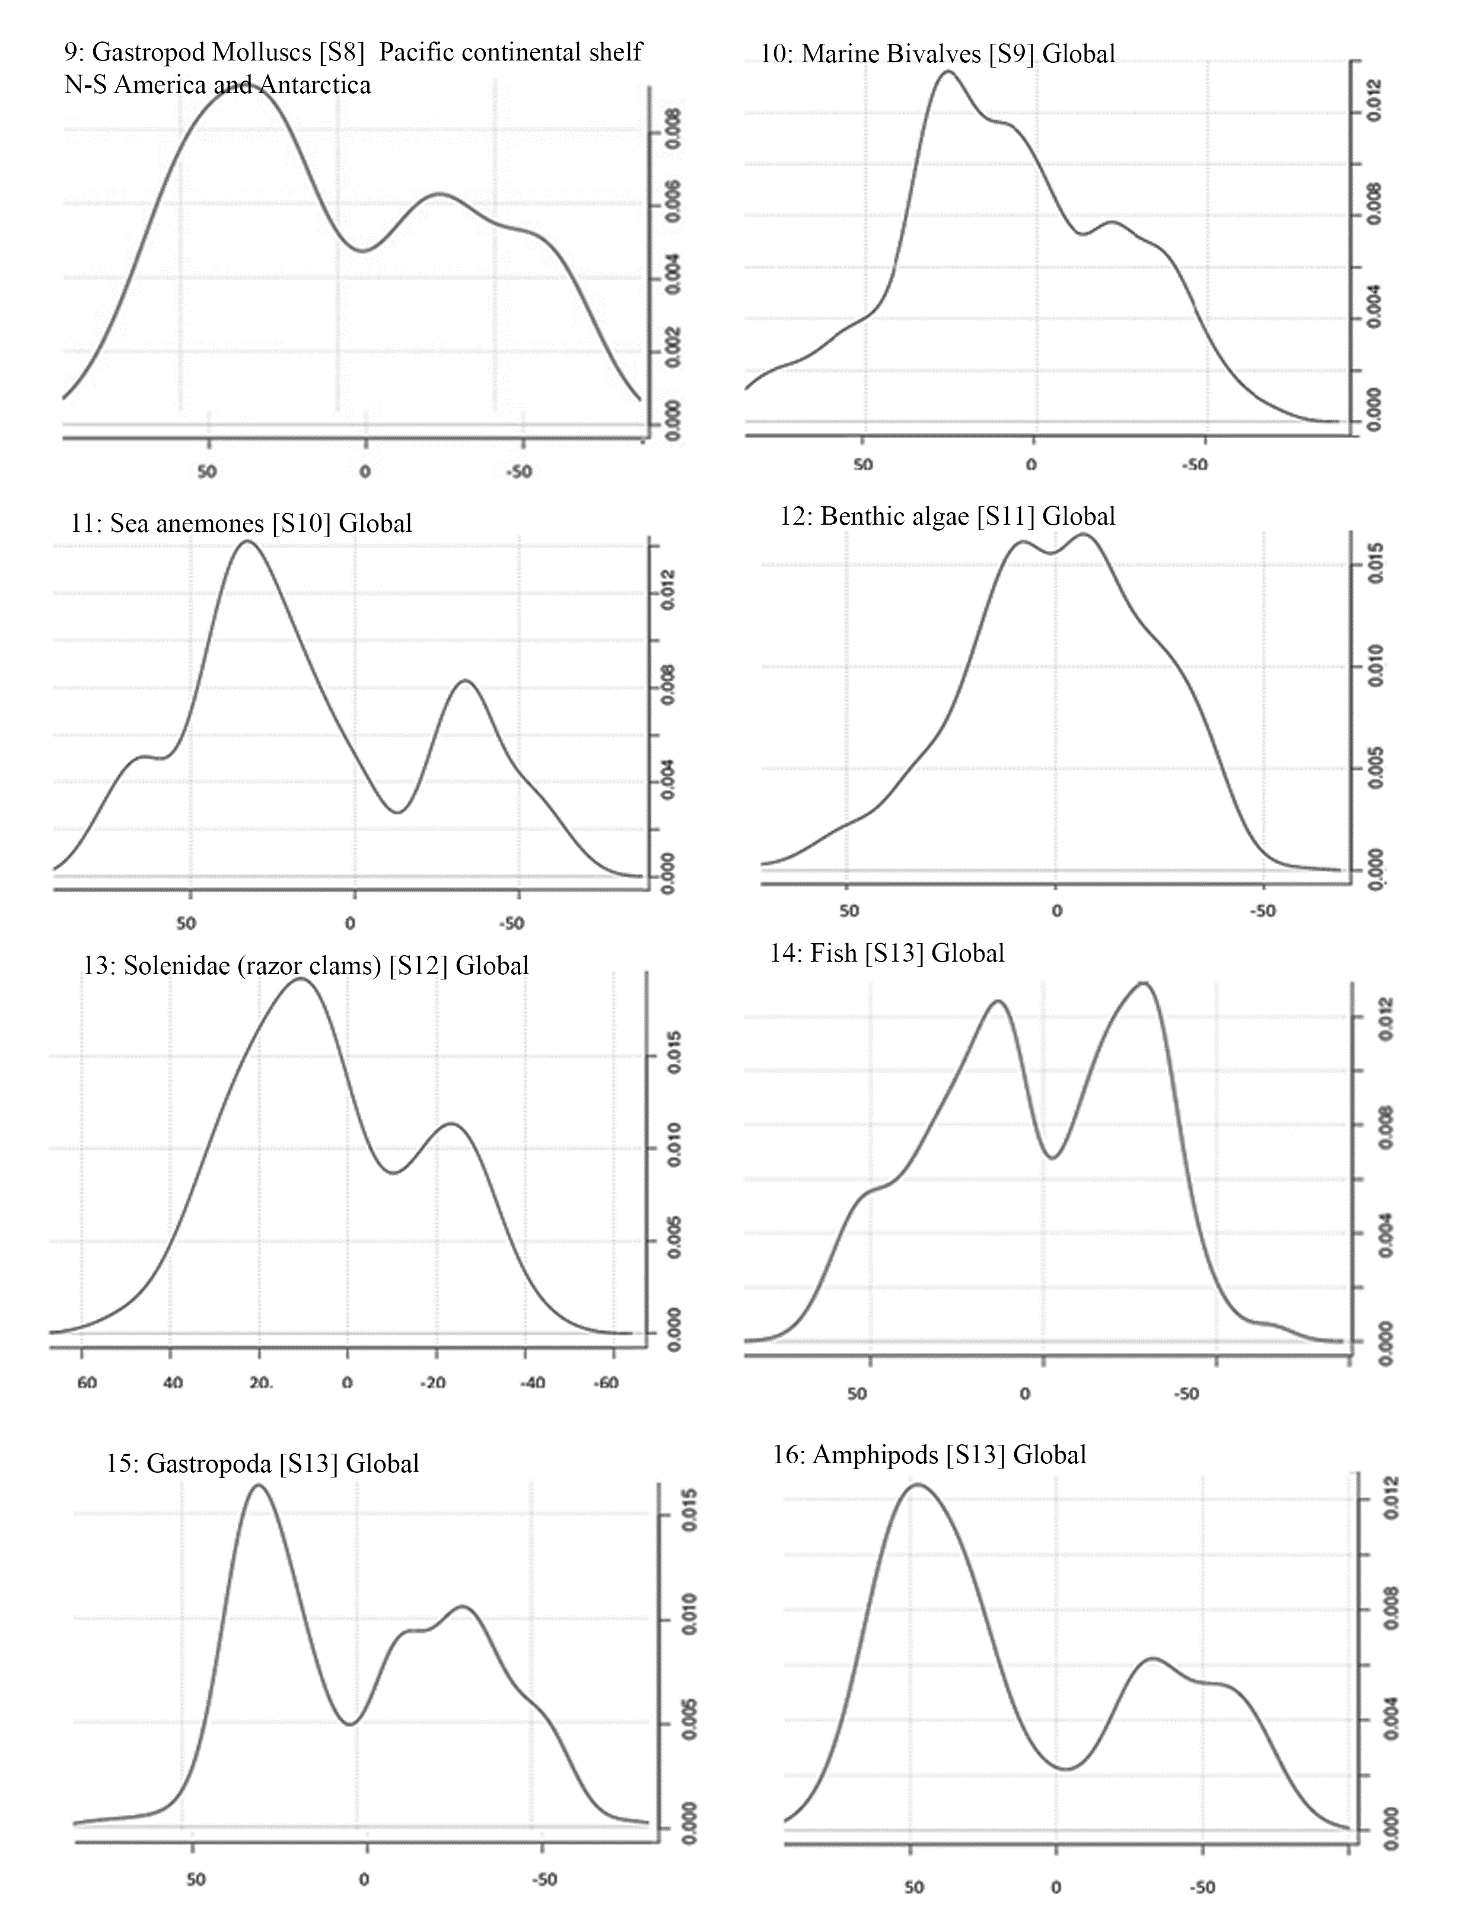 9: Gastropod Molluscs [S8]  Pacific continental shelf
N-S America and Antarctica
0.008
0.006
0.004
0.002
0.000
50 0 -50
10: Marine Bivalves [S9] Global
0.012
0.008
0.004
0.000
50 0 -50
11: Sea anemones [S10] Global
0.012
0.008
0.004
0.000
50 0 -50
12: Benthic algae [S11] Global
0.015
0.010
0.005
0.000
50 0 -50
13: Solenidae (razor clams) [S12] Global
0.015
0.010
0.005
0.000
60 40 20. 0 -20 -40 -60
14: Fish [S13] Global
0.012
0.008
0.004
0.000
50 0 -50
15: Gastropoda [S13] Global
0.015
0.010
0.005
0.000
50 0 -50
16: Amphipods [S13] Global
0.012
0.008
0.004
0.000
50 0 -50